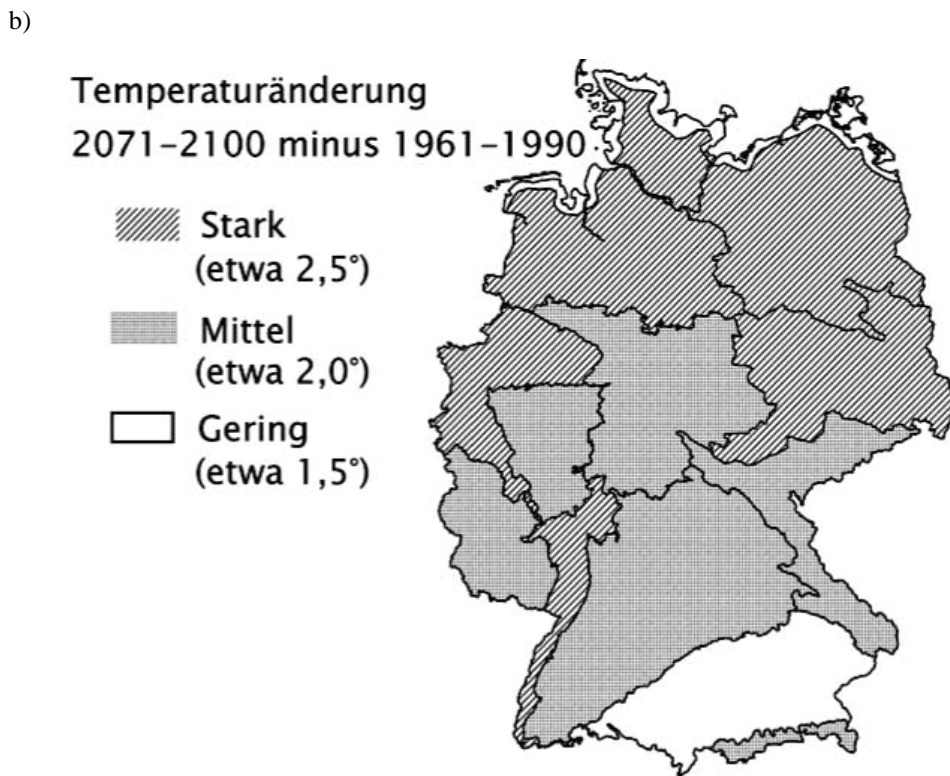 b)
Temperaturänderung
2071–2100 minus 1961–1990
Stark
(etwa 2,5°)
Mittel
(etwa 2,0°)
Gering
(etwa 1,5°)